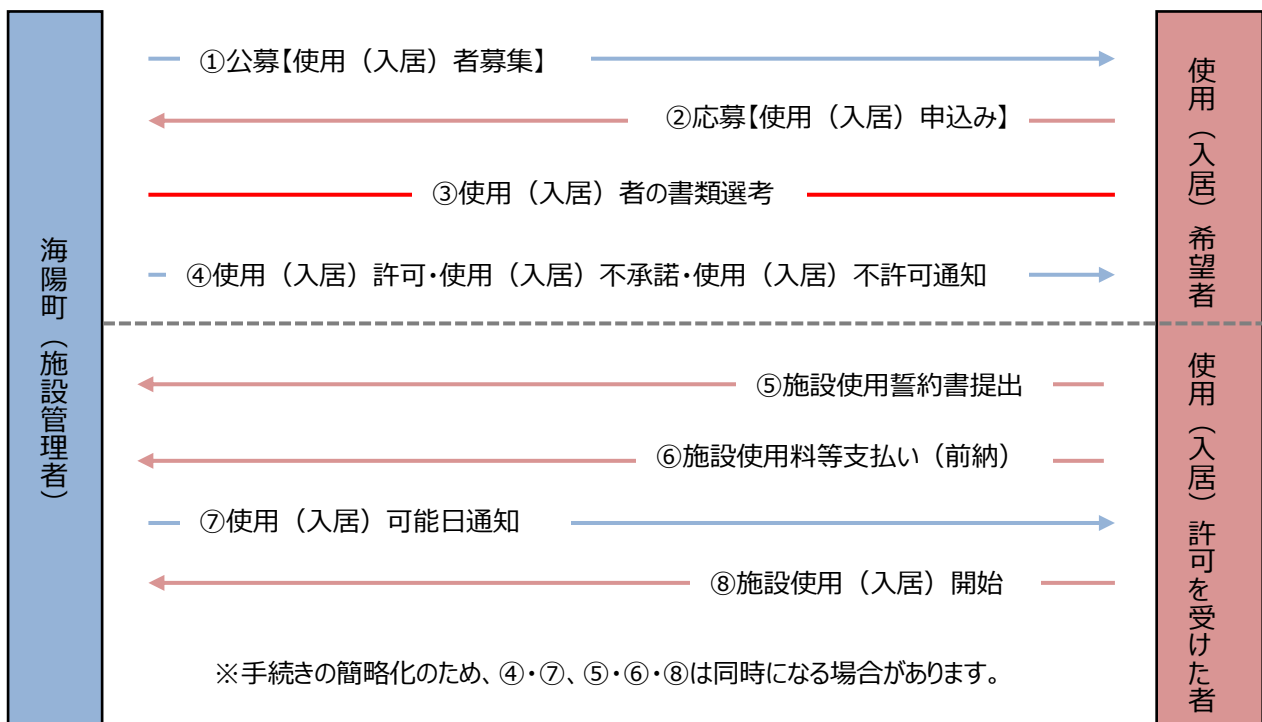 海陽町（施設管理者）
①公募【使用（入居）者募集】
②応募【使用（入居）申込み】
③使用（入居）者の書類選考
④使用（入居）許可・使用（入居）不承諾・使用（入居）不許可通知
使用（入居）希望者
⑤施設使用誓約書提出
⑥施設使用料等支払い（前納）
⑦使用（入居）可能日通知
⑧施設使用（入居）開始
使用（入居）許可を受けた者
※手続きの簡略化のため、④・⑦、⑤・⑥・⑧は同時になる場合があります。